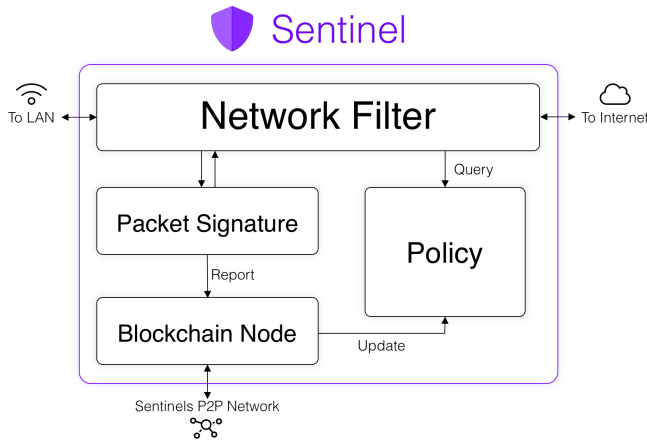 Sentinel
Network Filter
To LAN
To Internet
Query
Packet Signature
Policy
Report
Blockchain Node
Update
Sentinels P2P Network